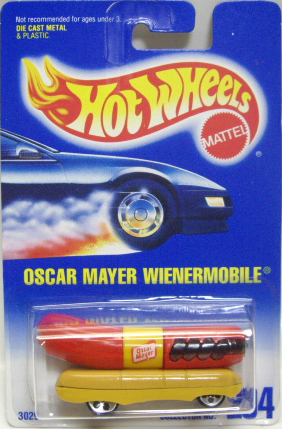 Not recommended for ages under 3.
DIE CAST METAL
& PLASTIC.
HOT WHEELS
MATTEL
®
OSCAR MAYER WIENERMOBILE®
Oscar
Mayer